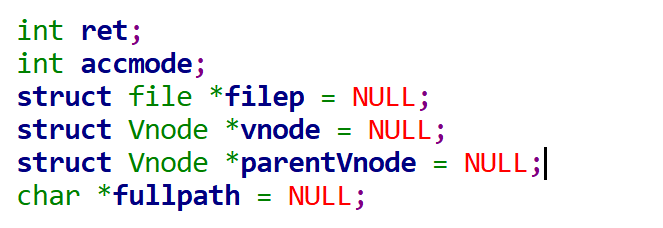 int ret;
int accmode;
struct file *filep = NULL;
struct Vnode *vnode = NULL;
struct Vnode *parentVnode = NULL;
char *fullpath = NULL;